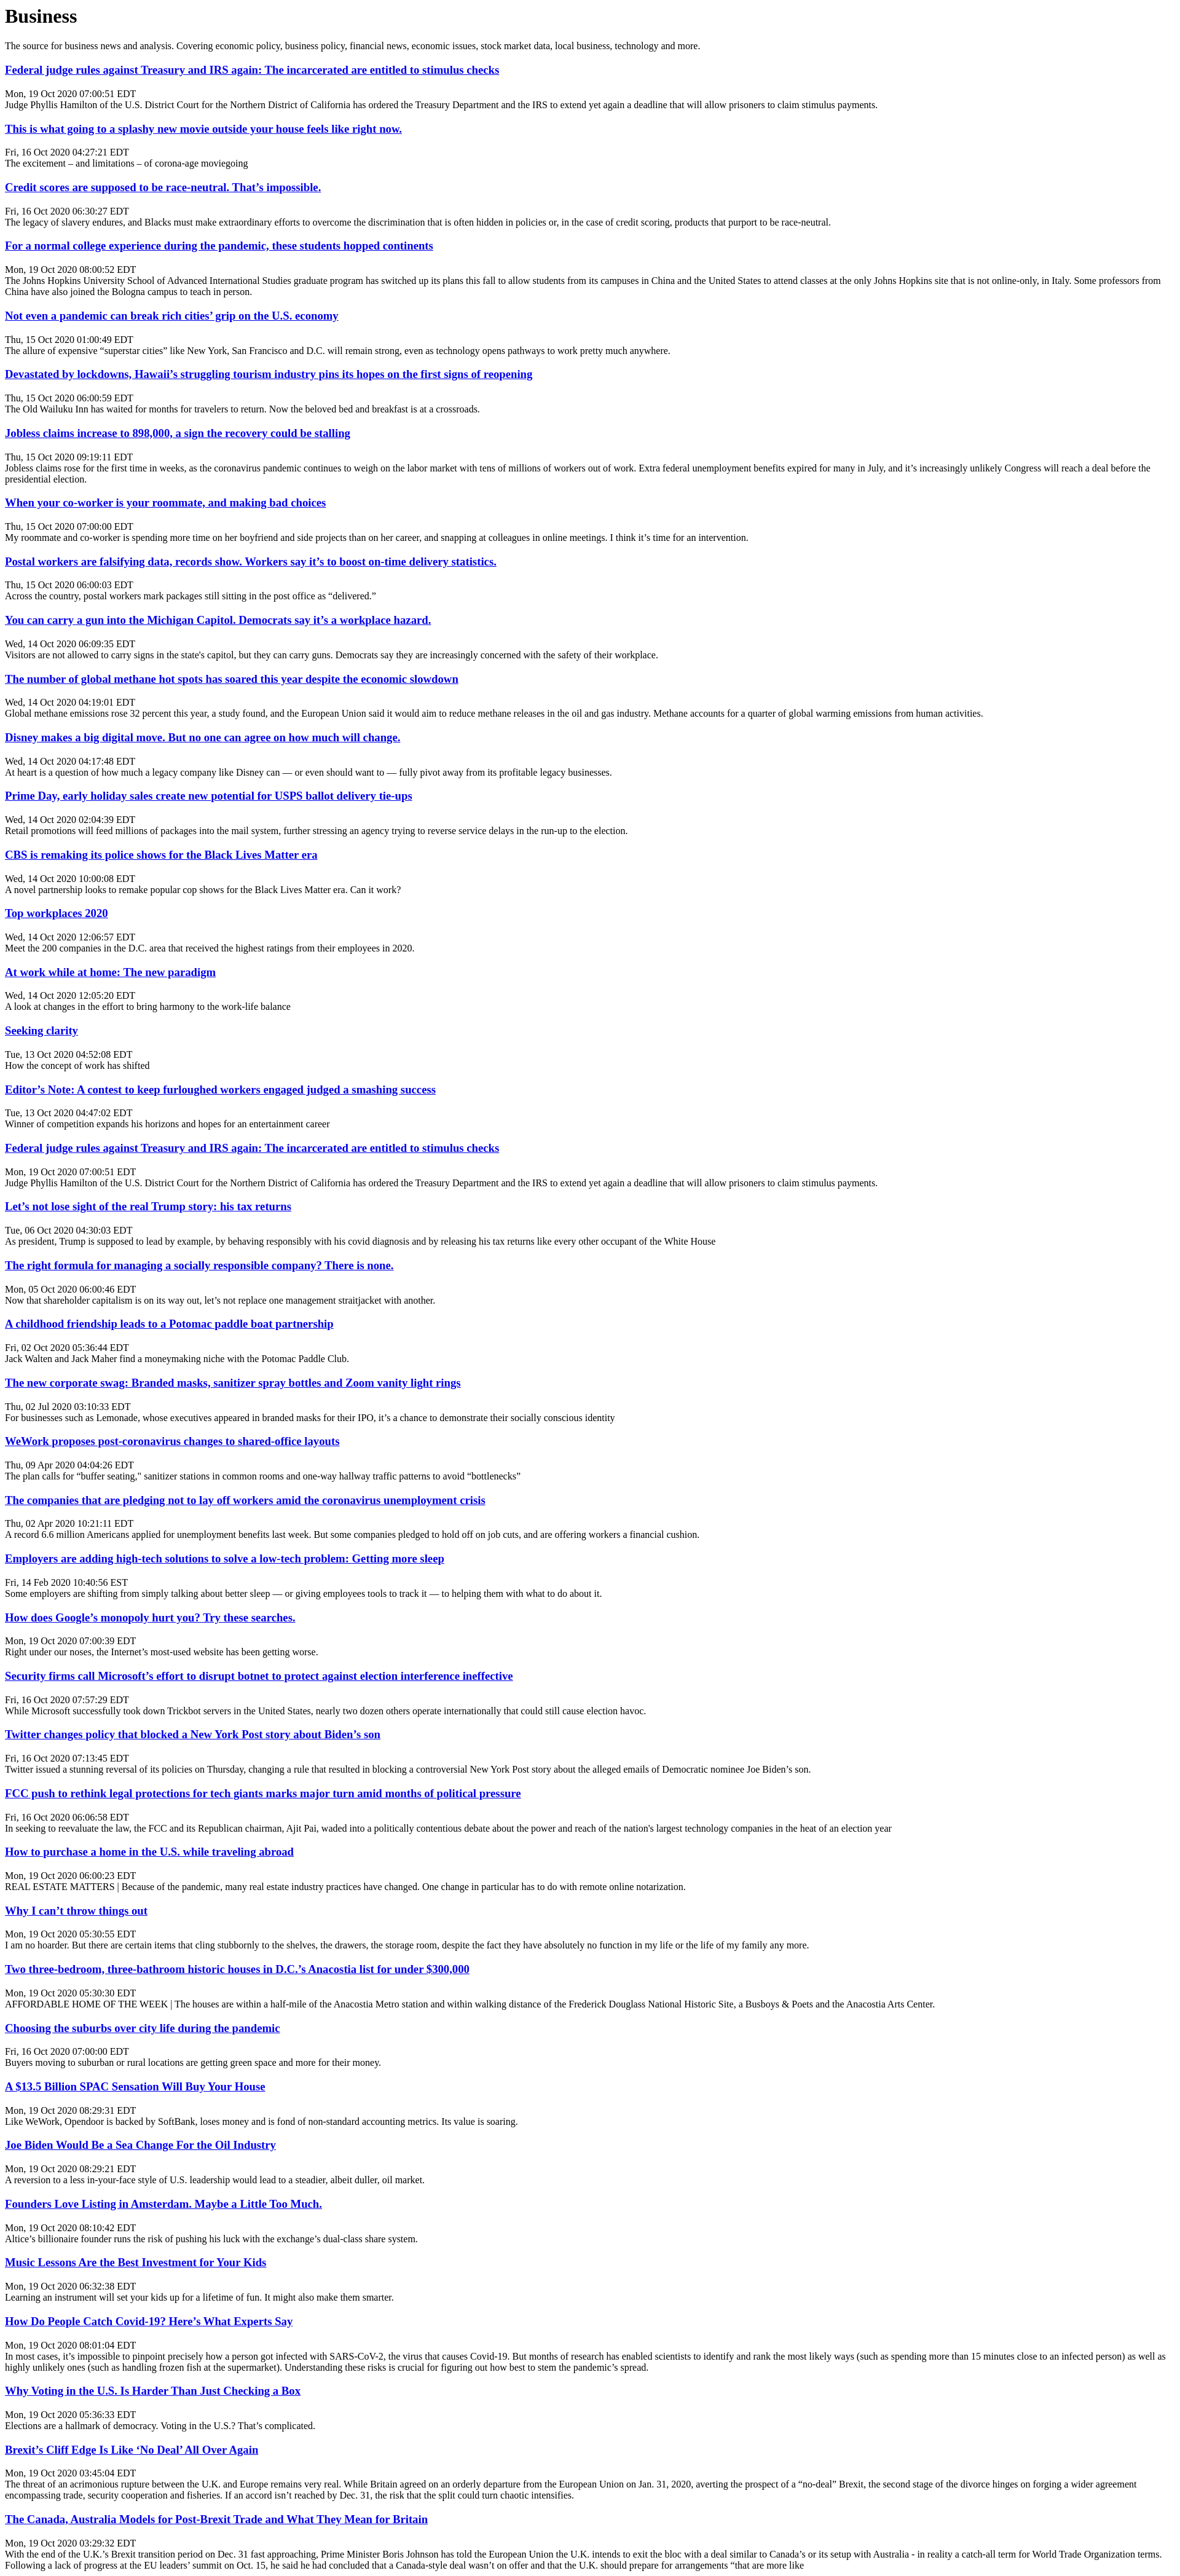 Business
The source for business news and analysis. Covering economic policy, business policy, financial news, economic issues, stock market data, local business, technology and more.
Federal judge rules against Treasury and IRS again: The incarcerated are entitled to stimulus checks
Mon, 19 Oct 2020 07:00:51 EDT
Judge Phyllis Hamilton of the U.S. District Court for the Northern District of California has ordered the Treasury Department and the IRS to extend yet again a deadline that will allow prisoners to claim stimulus payments.
This is what going to a splashy new movie outside your house feels like right now.
Fri, 16 Oct 2020 04:27:21 EDT
The excitement – and limitations – of corona-age moviegoing
Credit scores are supposed to be race-neutral. That’s impossible.
Fri, 16 Oct 2020 06:30:27 EDT
The legacy of slavery endures, and Blacks must make extraordinary efforts to overcome the discrimination that is often hidden in policies or, in the case of credit scoring, products that purport to be race-neutral.
For a normal college experience during the pandemic, these students hopped continents
Mon, 19 Oct 2020 08:00:52 EDT
The Johns Hopkins University School of Advanced International Studies graduate program has switched up its plans this fall to allow students from its campuses in China and the United States to attend classes at the only Johns Hopkins site that is not online-only, in Italy. Some professors from
China have also joined the Bologna campus to teach in person.
Not even a pandemic can break rich cities’ grip on the U.S. economy
Thu, 15 Oct 2020 01:00:49 EDT
The allure of expensive “superstar cities” like New York, San Francisco and D.C. will remain strong, even as technology opens pathways to work pretty much anywhere.
Devastated by lockdowns, Hawaii’s struggling tourism industry pins its hopes on the first signs of reopening
Thu, 15 Oct 2020 06:00:59 EDT
The Old Wailuku Inn has waited for months for travelers to return. Now the beloved bed and breakfast is at a crossroads.
Jobless claims increase to 898,000, a sign the recovery could be stalling
Thu, 15 Oct 2020 09:19:11 EDT
Jobless claims rose for the first time in weeks, as the coronavirus pandemic continues to weigh on the labor market with tens of millions of workers out of work. Extra federal unemployment benefits expired for many in July, and it’s increasingly unlikely Congress will reach a deal before the
presidential election.
When your co-worker is your roommate, and making bad choices
Thu, 15 Oct 2020 07:00:00 EDT
My roommate and co-worker is spending more time on her boyfriend and side projects than on her career, and snapping at colleagues in online meetings. I think it’s time for an intervention.
Postal workers are falsifying data, records show. Workers say it’s to boost on-time delivery statistics.
Thu, 15 Oct 2020 06:00:03 EDT
Across the country, postal workers mark packages still sitting in the post office as “delivered.”
You can carry a gun into the Michigan Capitol. Democrats say it’s a workplace hazard.
Wed, 14 Oct 2020 06:09:35 EDT
Visitors are not allowed to carry signs in the state's capitol, but they can carry guns. Democrats say they are increasingly concerned with the safety of their workplace.
The number of global methane hot spots has soared this year despite the economic slowdown
Wed, 14 Oct 2020 04:19:01 EDT
Global methane emissions rose 32 percent this year, a study found, and the European Union said it would aim to reduce methane releases in the oil and gas industry. Methane accounts for a quarter of global warming emissions from human activities.
Disney makes a big digital move. But no one can agree on how much will change.
Wed, 14 Oct 2020 04:17:48 EDT
At heart is a question of how much a legacy company like Disney can — or even should want to — fully pivot away from its profitable legacy businesses.
Prime Day, early holiday sales create new potential for USPS ballot delivery tie-ups
Wed, 14 Oct 2020 02:04:39 EDT
Retail promotions will feed millions of packages into the mail system, further stressing an agency trying to reverse service delays in the run-up to the election.
CBS is remaking its police shows for the Black Lives Matter era
Wed, 14 Oct 2020 10:00:08 EDT
A novel partnership looks to remake popular cop shows for the Black Lives Matter era. Can it work?
Top workplaces 2020
Wed, 14 Oct 2020 12:06:57 EDT
Meet the 200 companies in the D.C. area that received the highest ratings from their employees in 2020.
At work while at home: The new paradigm
Wed, 14 Oct 2020 12:05:20 EDT
A look at changes in the effort to bring harmony to the work-life balance
Seeking clarity
Tue, 13 Oct 2020 04:52:08 EDT
How the concept of work has shifted
Editor’s Note: A contest to keep furloughed workers engaged judged a smashing success
Tue, 13 Oct 2020 04:47:02 EDT
Winner of competition expands his horizons and hopes for an entertainment career
Federal judge rules against Treasury and IRS again: The incarcerated are entitled to stimulus checks
Mon, 19 Oct 2020 07:00:51 EDT
Judge Phyllis Hamilton of the U.S. District Court for the Northern District of California has ordered the Treasury Department and the IRS to extend yet again a deadline that will allow prisoners to claim stimulus payments.
Let’s not lose sight of the real Trump story: his tax returns
Tue, 06 Oct 2020 04:30:03 EDT
As president, Trump is supposed to lead by example, by behaving responsibly with his covid diagnosis and by releasing his tax returns like every other occupant of the White House
The right formula for managing a socially responsible company? There is none.
Mon, 05 Oct 2020 06:00:46 EDT
Now that shareholder capitalism is on its way out, let’s not replace one management straitjacket with another.
A childhood friendship leads to a Potomac paddle boat partnership
Fri, 02 Oct 2020 05:36:44 EDT
Jack Walten and Jack Maher find a moneymaking niche with the Potomac Paddle Club.
The new corporate swag: Branded masks, sanitizer spray bottles and Zoom vanity light rings
Thu, 02 Jul 2020 03:10:33 EDT
For businesses such as Lemonade, whose executives appeared in branded masks for their IPO, it’s a chance to demonstrate their socially conscious identity
WeWork proposes post-coronavirus changes to shared-office layouts
Thu, 09 Apr 2020 04:04:26 EDT
The plan calls for “buffer seating," sanitizer stations in common rooms and one-way hallway traffic patterns to avoid “bottlenecks”
The companies that are pledging not to lay off workers amid the coronavirus unemployment crisis
Thu, 02 Apr 2020 10:21:11 EDT
A record 6.6 million Americans applied for unemployment benefits last week. But some companies pledged to hold off on job cuts, and are offering workers a financial cushion.
Employers are adding high-tech solutions to solve a low-tech problem: Getting more sleep
Fri, 14 Feb 2020 10:40:56 EST
Some employers are shifting from simply talking about better sleep — or giving employees tools to track it — to helping them with what to do about it.
How does Google’s monopoly hurt you? Try these searches.
Mon, 19 Oct 2020 07:00:39 EDT
Right under our noses, the Internet’s most-used website has been getting worse.
Security firms call Microsoft’s effort to disrupt botnet to protect against election interference ineffective
Fri, 16 Oct 2020 07:57:29 EDT
While Microsoft successfully took down Trickbot servers in the United States, nearly two dozen others operate internationally that could still cause election havoc.
Twitter changes policy that blocked a New York Post story about Biden’s son
Fri, 16 Oct 2020 07:13:45 EDT
Twitter issued a stunning reversal of its policies on Thursday, changing a rule that resulted in blocking a controversial New York Post story about the alleged emails of Democratic nominee Joe Biden’s son.
FCC push to rethink legal protections for tech giants marks major turn amid months of political pressure
Fri, 16 Oct 2020 06:06:58 EDT
In seeking to reevaluate the law, the FCC and its Republican chairman, Ajit Pai, waded into a politically contentious debate about the power and reach of the nation's largest technology companies in the heat of an election year
How to purchase a home in the U.S. while traveling abroad
Mon, 19 Oct 2020 06:00:23 EDT
REAL ESTATE MATTERS | Because of the pandemic, many real estate industry practices have changed. One change in particular has to do with remote online notarization.
Why I can’t throw things out
Mon, 19 Oct 2020 05:30:55 EDT
I am no hoarder. But there are certain items that cling stubbornly to the shelves, the drawers, the storage room, despite the fact they have absolutely no function in my life or the life of my family any more.
Two three-bedroom, three-bathroom historic houses in D.C.’s Anacostia list for under $300,000
Mon, 19 Oct 2020 05:30:30 EDT
AFFORDABLE HOME OF THE WEEK | The houses are within a half-mile of the Anacostia Metro station and within walking distance of the Frederick Douglass National Historic Site, a Busboys & Poets and the Anacostia Arts Center.
Choosing the suburbs over city life during the pandemic
Fri, 16 Oct 2020 07:00:00 EDT
Buyers moving to suburban or rural locations are getting green space and more for their money.
A $13.5 Billion SPAC Sensation Will Buy Your House
Mon, 19 Oct 2020 08:29:31 EDT
Like WeWork, Opendoor is backed by SoftBank, loses money and is fond of non-standard accounting metrics. Its value is soaring.
Joe Biden Would Be a Sea Change For the Oil Industry
Mon, 19 Oct 2020 08:29:21 EDT
A reversion to a less in-your-face style of U.S. leadership would lead to a steadier, albeit duller, oil market.
Founders Love Listing in Amsterdam. Maybe a Little Too Much.
Mon, 19 Oct 2020 08:10:42 EDT
Altice’s billionaire founder runs the risk of pushing his luck with the exchange’s dual-class share system.
Music Lessons Are the Best Investment for Your Kids
Mon, 19 Oct 2020 06:32:38 EDT
Learning an instrument will set your kids up for a lifetime of fun. It might also make them smarter.
How Do People Catch Covid-19? Here’s What Experts Say
Mon, 19 Oct 2020 08:01:04 EDT
In most cases, it’s impossible to pinpoint precisely how a person got infected with SARS-CoV-2, the virus that causes Covid-19. But months of research has enabled scientists to identify and rank the most likely ways (such as spending more than 15 minutes close to an infected person) as well as
highly unlikely ones (such as handling frozen fish at the supermarket). Understanding these risks is crucial for figuring out how best to stem the pandemic’s spread.
Why Voting in the U.S. Is Harder Than Just Checking a Box
Mon, 19 Oct 2020 05:36:33 EDT
Elections are a hallmark of democracy. Voting in the U.S.? That’s complicated.
Brexit’s Cliff Edge Is Like ‘No Deal’ All Over Again
Mon, 19 Oct 2020 03:45:04 EDT
The threat of an acrimonious rupture between the U.K. and Europe remains very real. While Britain agreed on an orderly departure from the European Union on Jan. 31, 2020, averting the prospect of a “no-deal” Brexit, the second stage of the divorce hinges on forging a wider agreement
encompassing trade, security cooperation and fisheries. If an accord isn’t reached by Dec. 31, the risk that the split could turn chaotic intensifies.
The Canada, Australia Models for Post-Brexit Trade and What They Mean for Britain
Mon, 19 Oct 2020 03:29:32 EDT
With the end of the U.K.’s Brexit transition period on Dec. 31 fast approaching, Prime Minister Boris Johnson has told the European Union the U.K. intends to exit the bloc with a deal similar to Canada’s or its setup with Australia - in reality a catch-all term for World Trade Organization terms.
Following a lack of progress at the EU leaders’ summit on Oct. 15, he said he had concluded that a Canada-style deal wasn’t on offer and that the U.K. should prepare for arrangements “that are more like